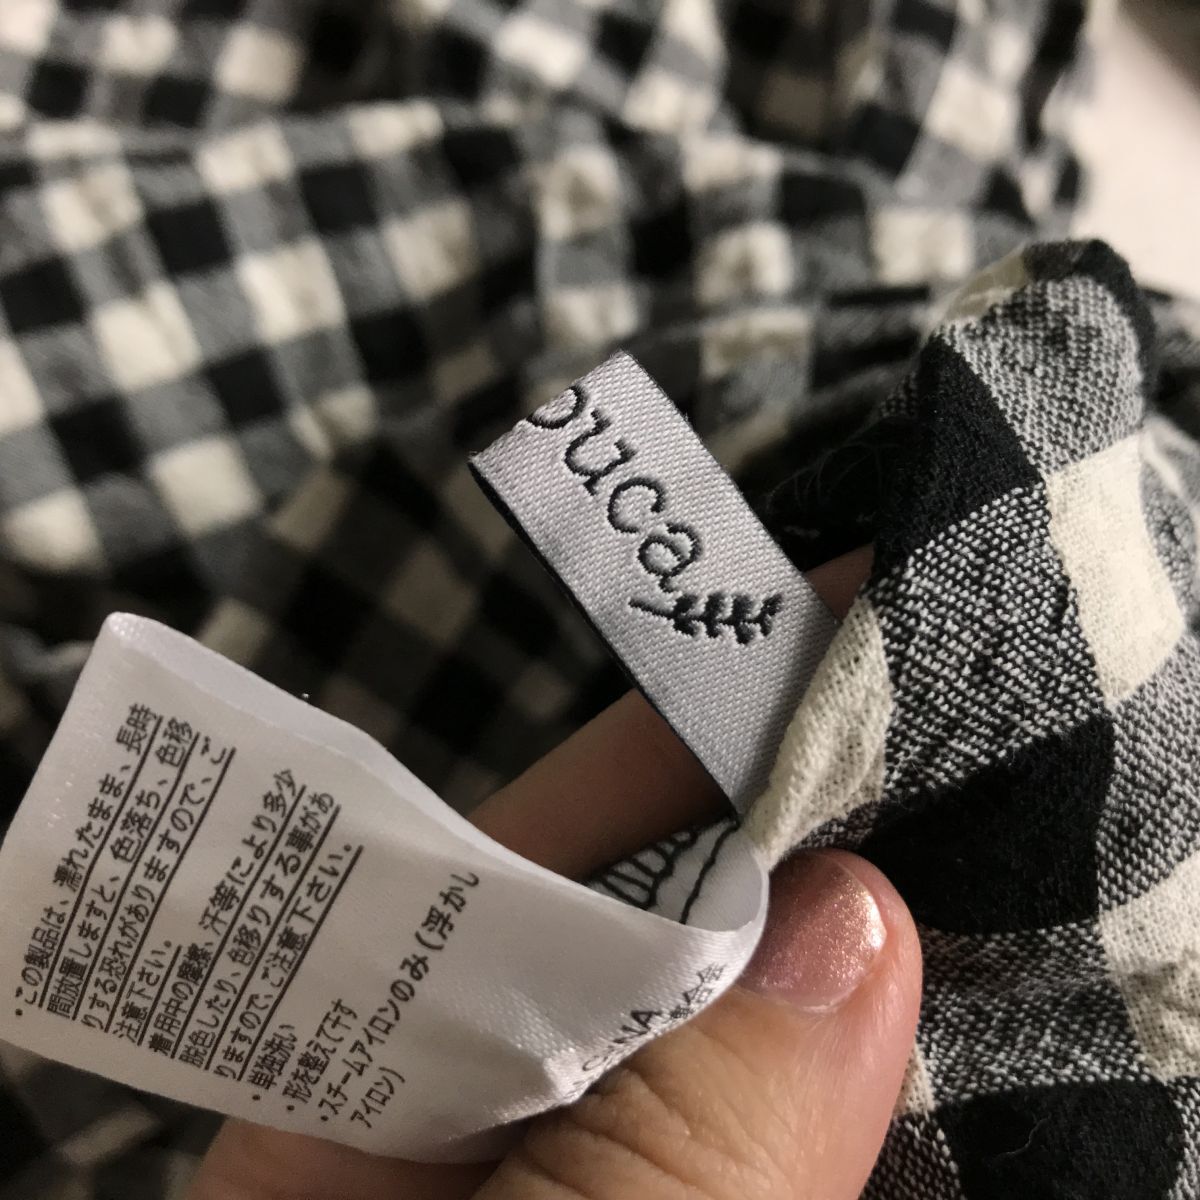 ouca
・この製品は、濡れたまま、長時
間放置しますと、色落ち、色移
りする恐れがありますので、ご
注意下さい。
着用中の摩擦、汗等により多少
脱色したり、色移りする事があ
りますので、ご注意下さい。
・単独洗い
・形を整えて干す
・スチームアイロンのみ(浮かし
アイロン)